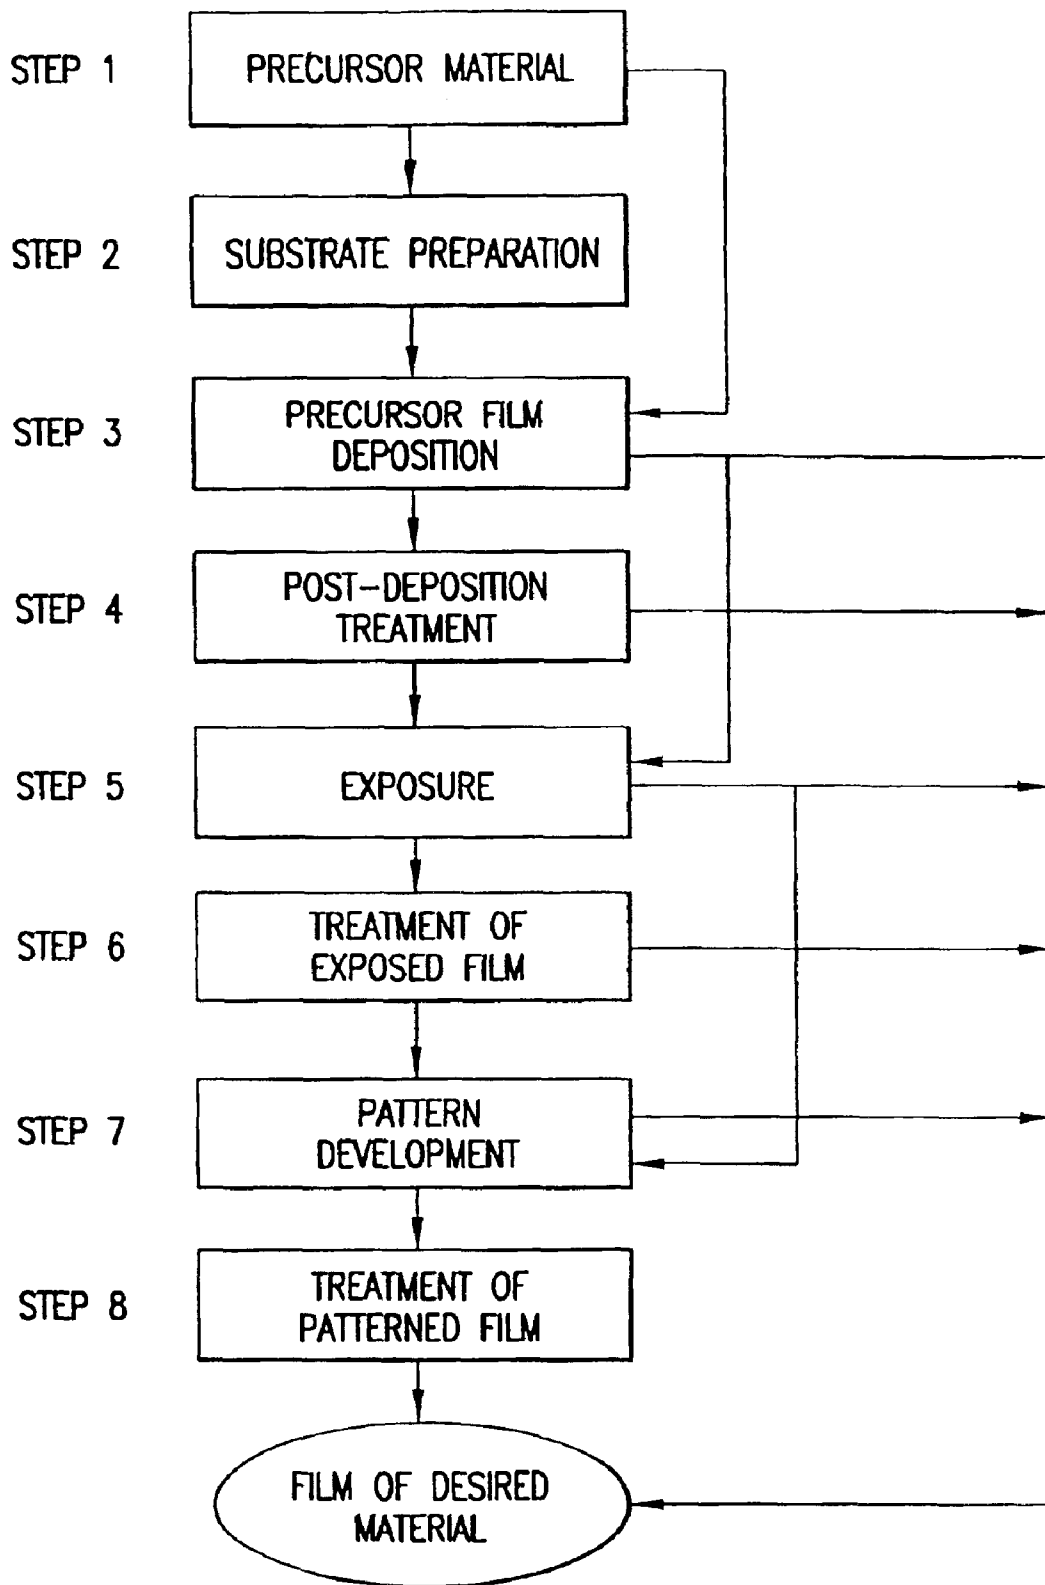 STEP 1
PRECURSOR MATERIAL
STEP 2
SUBSTRATE PREPARATION
STEP 3
PRECURSOR FILM
DEPOSITION
STEP 4
POST-DEPOSITION
TREATMENT
STEP 5
EXPOSURE
STEP 6
TREATMENT OF
EXPOSED FILM
STEP 7
PATTERN
DEVELOPMENT
STEP 8
TREATMENT OF
PATTERNED FILM
FILM OF DESIRED
MATERIAL